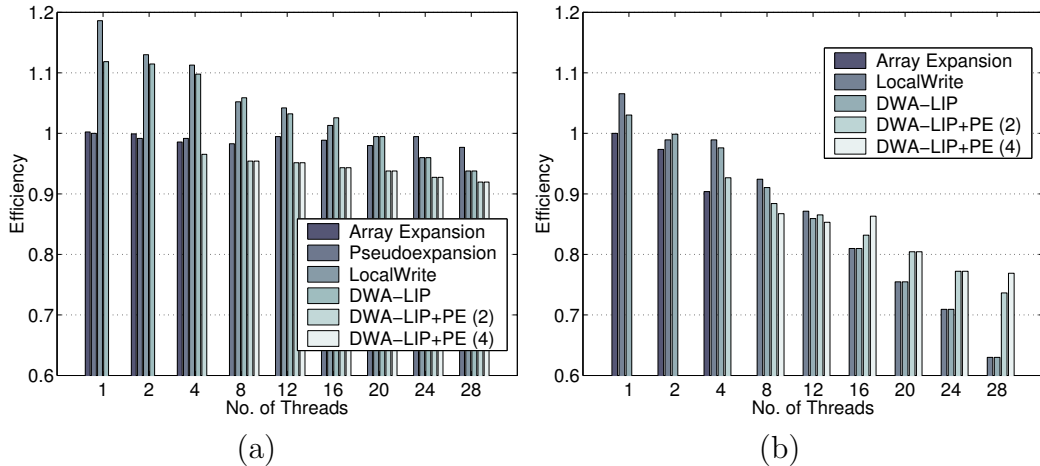 1.2
1.1
1
0.9
0.8
0.7
0.6
Efficiency
Array Expansion
Pseudoexpansion
LocalWrite
DWA−LIP
DWA−LIP+PE (2)
DWA−LIP+PE (4)
1 2 4 8 12 16 20 24 28
No. of Threads
(a)
1.2
1.1
1
0.9
0.8
0.7
0.6
Efficiency
Array Expansion
LocalWrite
DWA−LIP
DWA−LIP+PE (2)
DWA−LIP+PE (4)
1 2 4 8 12 16 20 24 28
No. of Threads
(b)